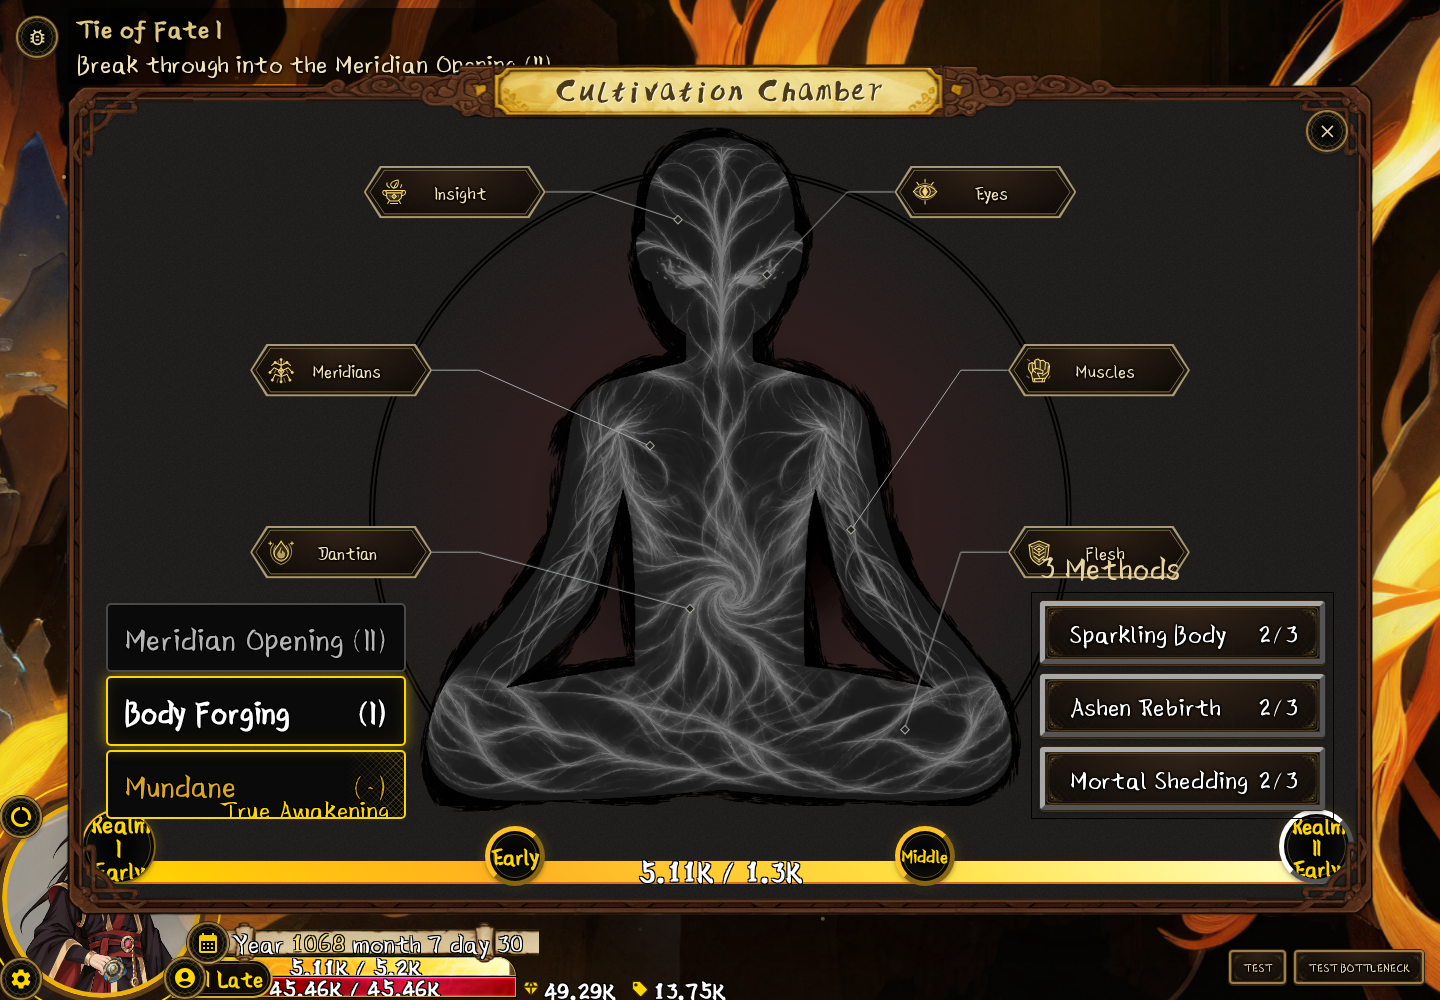 Tie of Fate 1
Break through into the Meridian Opening (II)
Cultivation Chamber
Insight
Eyes
Meridians
Muscles
Dantian
Flesh
3 Methods
Meridian Opening (II)
Body Forging (I)
Mundane (-)
True Awakening
Sparkling Body 2/3
Ashen Rebirth 2/3
Mortal Shedding 2/3
Realm
I
Early
Early
5.11K / 1.3K
Middle
Realm
II
Early
Year 1068 month 7 day 30
5.11K / 5.2K
I Late
45.46K / 45.46K
49.29K
13.75K
TEST
TEST BOTTLENECK